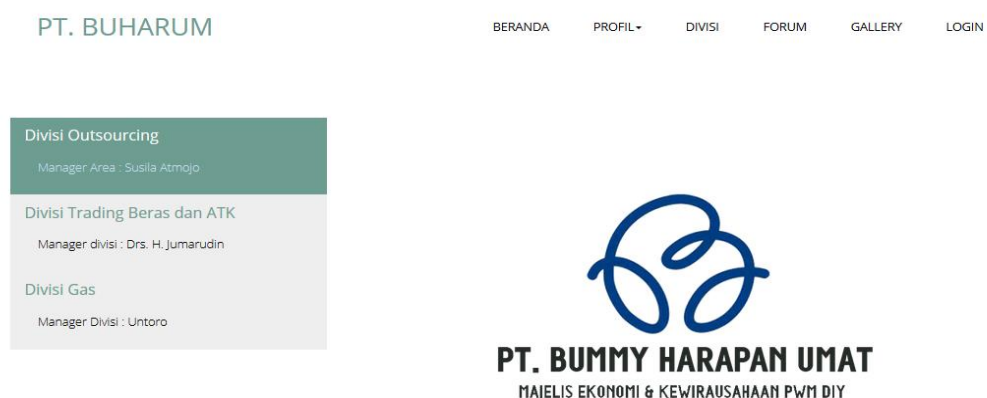 PT. BUHARUM
BERANDA PROFIL DIVISI FORUM GALLERY LOGIN
Divisi Outsourcing
Manager Area : Susila Atmojo
Divisi Trading Beras dan ATK
Manager divisi : Drs. H. Jumarudin
Divisi Gas
Manager Divisi : Untoro
PT. BUMMY HARAPAN UMAT
MAJELIS EKONOMI & KEWIRAUSAHAAN PWM DIY